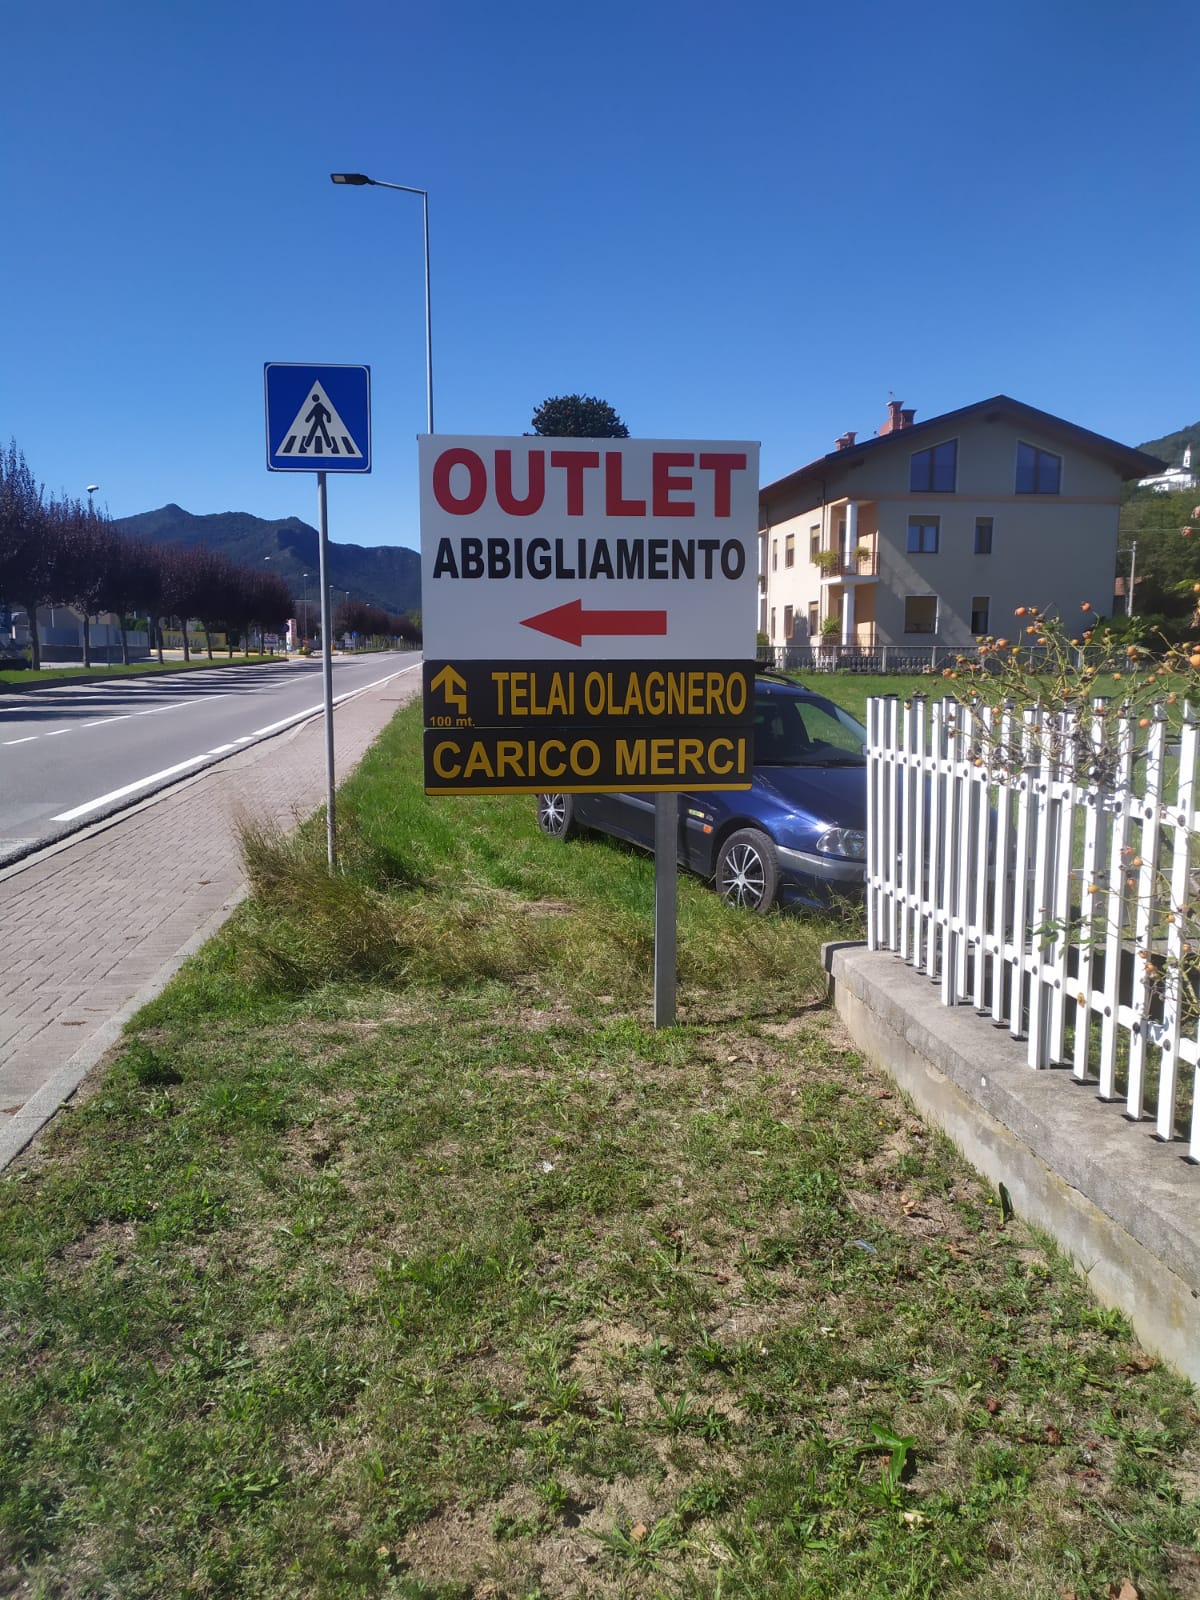 OUTLET
ABBIGLIAMENTO
100 mt.
TELAI OLAGNERO
CARICO MERCI